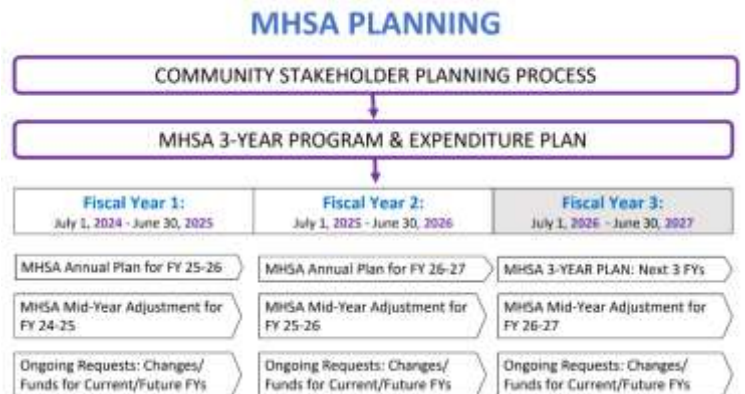 MHSA PLANNING
COMMUNITY STAKEHOLDER PLANNING PROCESS
MHSA 3-YEAR PROGRAM & EXPENDITURE PLAN
Fiscal Year 1:
July 1, 2024 - June 30, 2025
Fiscal Year 2:
July 1, 2025 - June 30, 2026
Fiscal Year 3:
July 1, 2026 - June 30, 2027
MHSA Annual Plan for FY 25-26
MHSA Annual Plan for FY 26-27
MHSA 3-YEAR PLAN: Next 3 FYs
MHSA Mid-Year Adjustment for
FY 24-25
MHSA Mid-Year Adjustment for
FY 25-26
MHSA Mid-Year Adjustment for
FY 26-27
Ongoing Requests: Changes/
Funds for Current/Future FYs
Ongoing Requests: Changes/
Funds for Current/Future FYs
Ongoing Requests: Changes/
Funds for Current/Future FYs